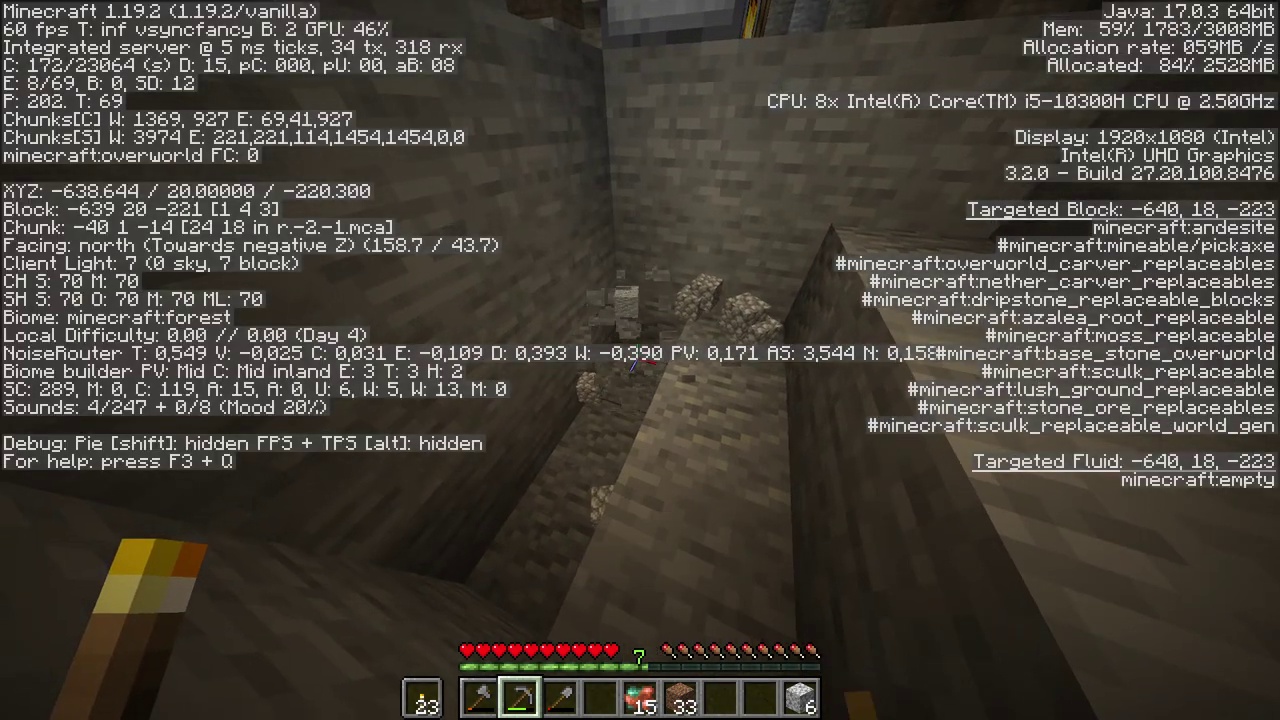 Minecraft 1.19.2 (1.19.2/vanilla)
60 fps T: inf vsyncfancy B: 2 GPU: 46%
Integrated server @ 5 ms ticks, 34 tx, 318 rx
C: 172/23064 (s) D: 15, pC: 000, pU: 00, aB: 08
E: 8/69, B: 0, SD: 12
P: 202. T: 69
Chunks[C] W: 1369, 927 E: 69,41,927
Chunks[S] W: 3974 E: 221,221,114,1454,1454,0,0
minecraft:overworld FC: 0
XYZ: -638.644 / 20.00000 / -220.300
Block: -639 20 -221 [1 4 3]
Chunk: -40 1 -14 [24 18 in r.-2.-1.mca]
Facing: north (Towards negative Z) (158.7 / 43.7)
Client Light: 7 (0 sky, 7 block)
CH S: 70 M: 70
SH S: 70 O: 70 M: 70 ML: 70
Biome: minecraft:forest
Local Difficulty: 0.00 // 0.00 (Day 4)
NoiseRouter T: 0,549 V: -0,025 C: 0,031 E: -0,109 D: 0,393 W: PV: 0,171 AS: 3,544 N:
Biome builder PV: Mid C: Mid inland E: 3 T: 3 H: 2
SC: 289, M: 0, C: 119, A: 15, A: 0, U: 6, W: 5, W: 13, M: 0
Sounds: 4/247 + 0/8 (Mood 20%)
Debug: Pie [shift]: hidden FPS + TPS [alt]: hidden
For help: press F3 + Q
Java: 17.0.3 64bit
Mem: 59% 1783/3008MB
Allocation rate: 059MB /s
Allocated: 84% 2528MB
CPU: 8x Intel(R) Core(TM) i5-10300H CPU @ 2.50GHz
Display: 1920x1080 (Intel)
Intel(R) UHD Graphics
3.2.0 - Build 27.20.100.8476
Targeted Block: -640, 18, -223
minecraft:andesite
#minecraft:mineable/pickaxe
#minecraft:overworld_carver_replaceables
#minecraft:nether_carver_replaceables
#minecraft:dripstone_replaceable_blocks
#minecraft:azalea_root_replaceable
#minecraft:moss_replaceable
#minecraft:base_stone_overworld
#minecraft:sculk_replaceable
#minecraft:lush_ground_replaceable
#minecraft:stone_ore_replaceables
#minecraft:sculk_replaceable_world_gen
Targeted Fluid: -640, 18, -223
minecraft:empty
7
23
15
33
6